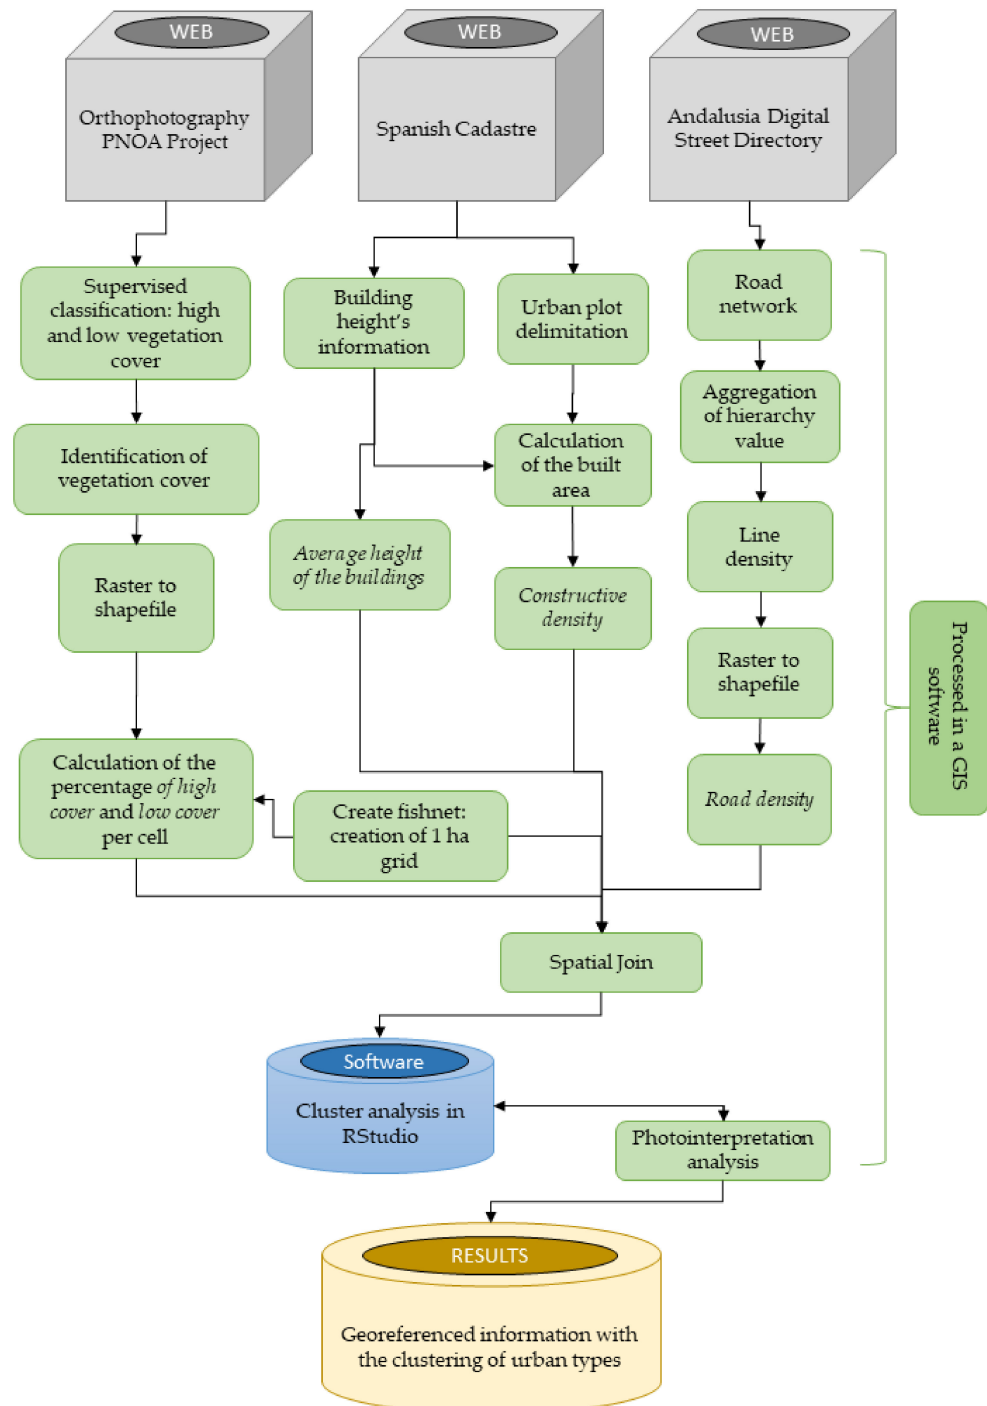 WEB
WEB
WEB
Orthophotography
PNOA Project
Spanish Cadastre
Andalusia Digital
Street Directory
Supervised
classification: high
and low vegetation
cover
Building
height's
information
Urban plot
delimitation
Road
network
Identification of
vegetation cover
Calculation
of the built
area
Aggregation
of hierarchy
value
Raster to
shapefile
Average height
of the buildings
Constructive
density
Line
density
Raster to
shapefile
Calculation of the
percentage of high
cover and low cover
per cell
Create fishnet:
creation of 1 ha
grid
Road density
Processed in a GIS
software
Spatial Join
Software
Cluster analysis in
RStudio
Photointerpretation
analysis
RESULTS
Georeferenced information with
the clustering of urban types